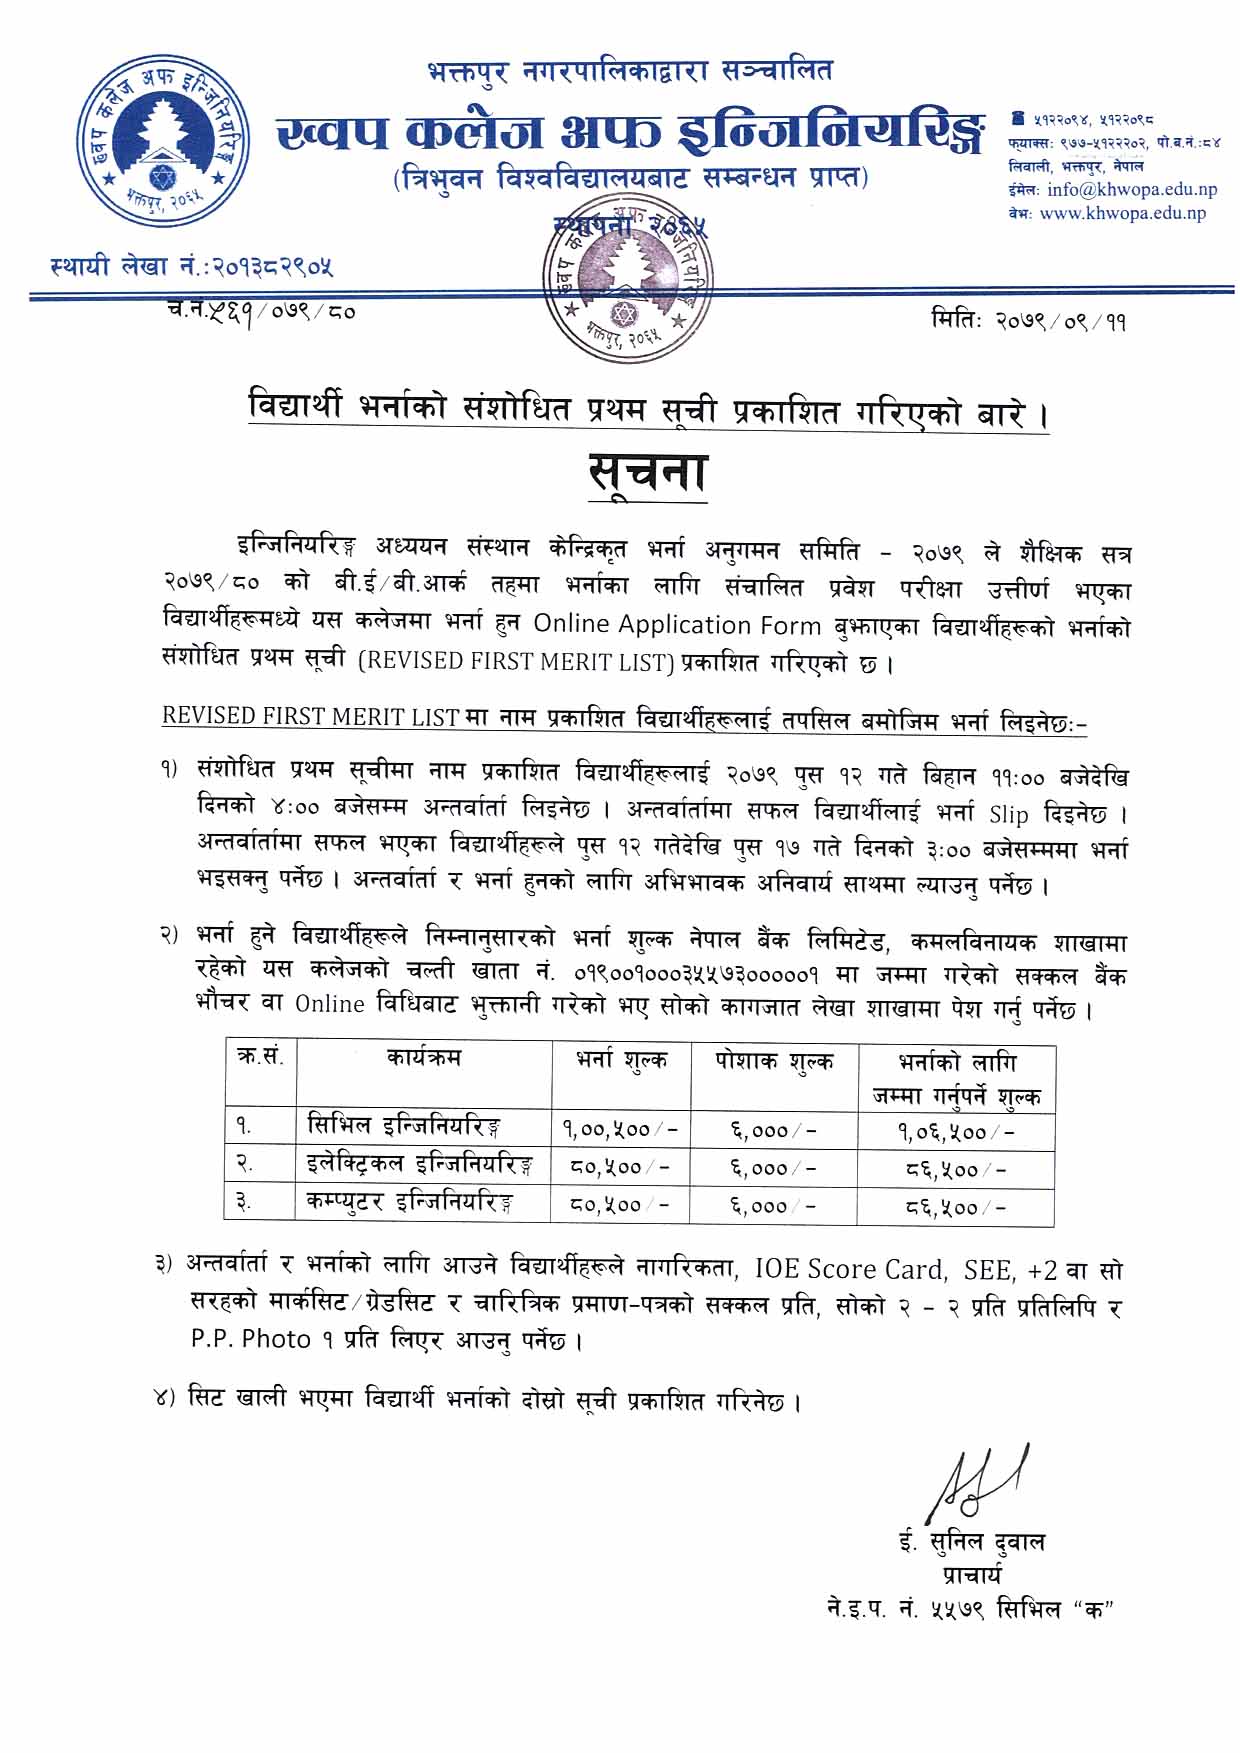 भक्तपुर नगरपालिकाद्वारा सञ्चालित
ख्वप कलेज अफ इन्जिनियरिङ्ग
(त्रिभुवन विश्वविद्यालयबाट सम्बन्धन प्राप्त)
स्थापना २०६५
ख्वप कलेज अफ इन्जिनियरिङ्ग
भक्तपुर, २०६५
☎ ५१२२०९४, ५१२२०९८
फ्याक्सः ९७७-५१२२२०२, पो.ब.नं.:८४
लिवाली, भक्तपुर, नेपाल
ईमेल: info@khwopa.edu.np
वेभ: www.khwopa.edu.np
स्थायी लेखा नं.:२०१३८२९०५
ख्वप कलेज अफ इन्जिनियरिङ्ग
भक्तपुर, २०६५
च.नं.५६१/०७९/८०
मितिः २०७९/०९/११
विद्यार्थी भर्नाको संशोधित प्रथम सूची प्रकाशित गरिएको बारे ।
सूचना
इन्जिनियरिङ्ग अध्ययन संस्थान केन्द्रिकृत भर्ना अनुगमन समिति – २०७९ ले शैक्षिक सत्र
२०७९/८० को बी.ई/बी.आर्क तहमा भर्नाका लागि संचालित प्रवेश परीक्षा उत्तीर्ण भएका
विद्यार्थीहरूमध्ये यस कलेजमा भर्ना हुन Online Application Form बुझाएका विद्यार्थीहरूको भर्नाको
संशोधित प्रथम सूची (REVISED FIRST MERIT LIST) प्रकाशित गरिएको छ ।
REVISED FIRST MERIT LIST मा नाम प्रकाशित विद्यार्थीहरूलाई तपसिल बमोजिम भर्ना लिइनेछः–
१) संशोधित प्रथम सूचीमा नाम प्रकाशित विद्यार्थीहरूलाई २०७९ पुस १२ गते बिहान ११:०० बजेदेखि
दिनको ४:०० बजेसम्म अन्तर्वार्ता लिइनेछ । अन्तर्वार्तामा सफल विद्यार्थीलाई भर्ना Slip दिइनेछ ।
अन्तर्वार्तामा सफल भएका विद्यार्थीहरूले पुस १२ गतेदेखि पुस १७ गते दिनको ३:०० बजेसम्ममा भर्ना
भइसक्नु पर्नेछ । अन्तर्वार्ता र भर्ना हुनको लागि अभिभावक अनिवार्य साथमा ल्याउनु पर्नेछ ।
२) भर्ना हुने विद्यार्थीहरूले निम्नानुसारको भर्ना शुल्क नेपाल बैंक लिमिटेड, कमलविनायक शाखामा
रहेको यस कलेजको चल्ती खाता नं. ०१९००१०००३५५७३०००००१ मा जम्मा गरेको सक्कल बैंक
भौचर वा Online विधिबाट भुक्तानी गरेको भए सोको कागजात लेखा शाखामा पेश गर्नु पर्नेछ ।
क्र.सं. कार्यक्रम भर्ना शुल्क पोशाक शुल्क भर्नाको लागि
जम्मा गर्नुपर्ने शुल्क
१. सिभिल इन्जिनियरिङ्ग १,००,५००/– ६,०००/– १,०६,५००/–
२. इलेक्ट्रिकल इन्जिनियरिङ्ग ८०,५००/– ६,०००/– ८६,५००/–
३. कम्प्युटर इन्जिनियरिङ्ग ८०,५००/– ६,०००/– ८६,५००/–
३) अन्तर्वार्ता र भर्नाको लागि आउने विद्यार्थीहरूले नागरिकता, IOE Score Card, SEE, +2 वा सो
सरहको मार्कसिट/ग्रेडसिट र चारित्रिक प्रमाण–पत्रको सक्कल प्रति, सोको २ – २ प्रति प्रतिलिपि र
P.P. Photo १ प्रति लिएर आउनु पर्नेछ ।
४) सिट खाली भएमा विद्यार्थी भर्नाको दोस्रो सूची प्रकाशित गरिनेछ ।
ई. सुनिल दुवाल
प्राचार्य
ने.इ.प. नं. ५५७९ सिभिल “क”